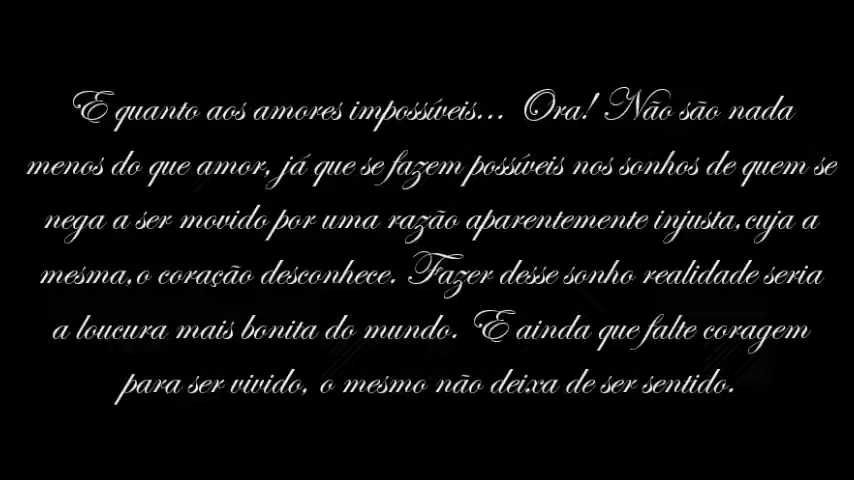 E quanto aos amores impossíveis... Ora! Não são nada
menos do que amor, já que se fazem possíveis nos sonhos de quem se
nega a ser movido por uma razão aparentemente injusta,cuja a
mesma,o coração desconhece. Fazer desse sonho realidade seria
a loucura mais bonita do mundo. E ainda que falte coragem
para ser vivido, o mesmo não deixa de ser sentido.